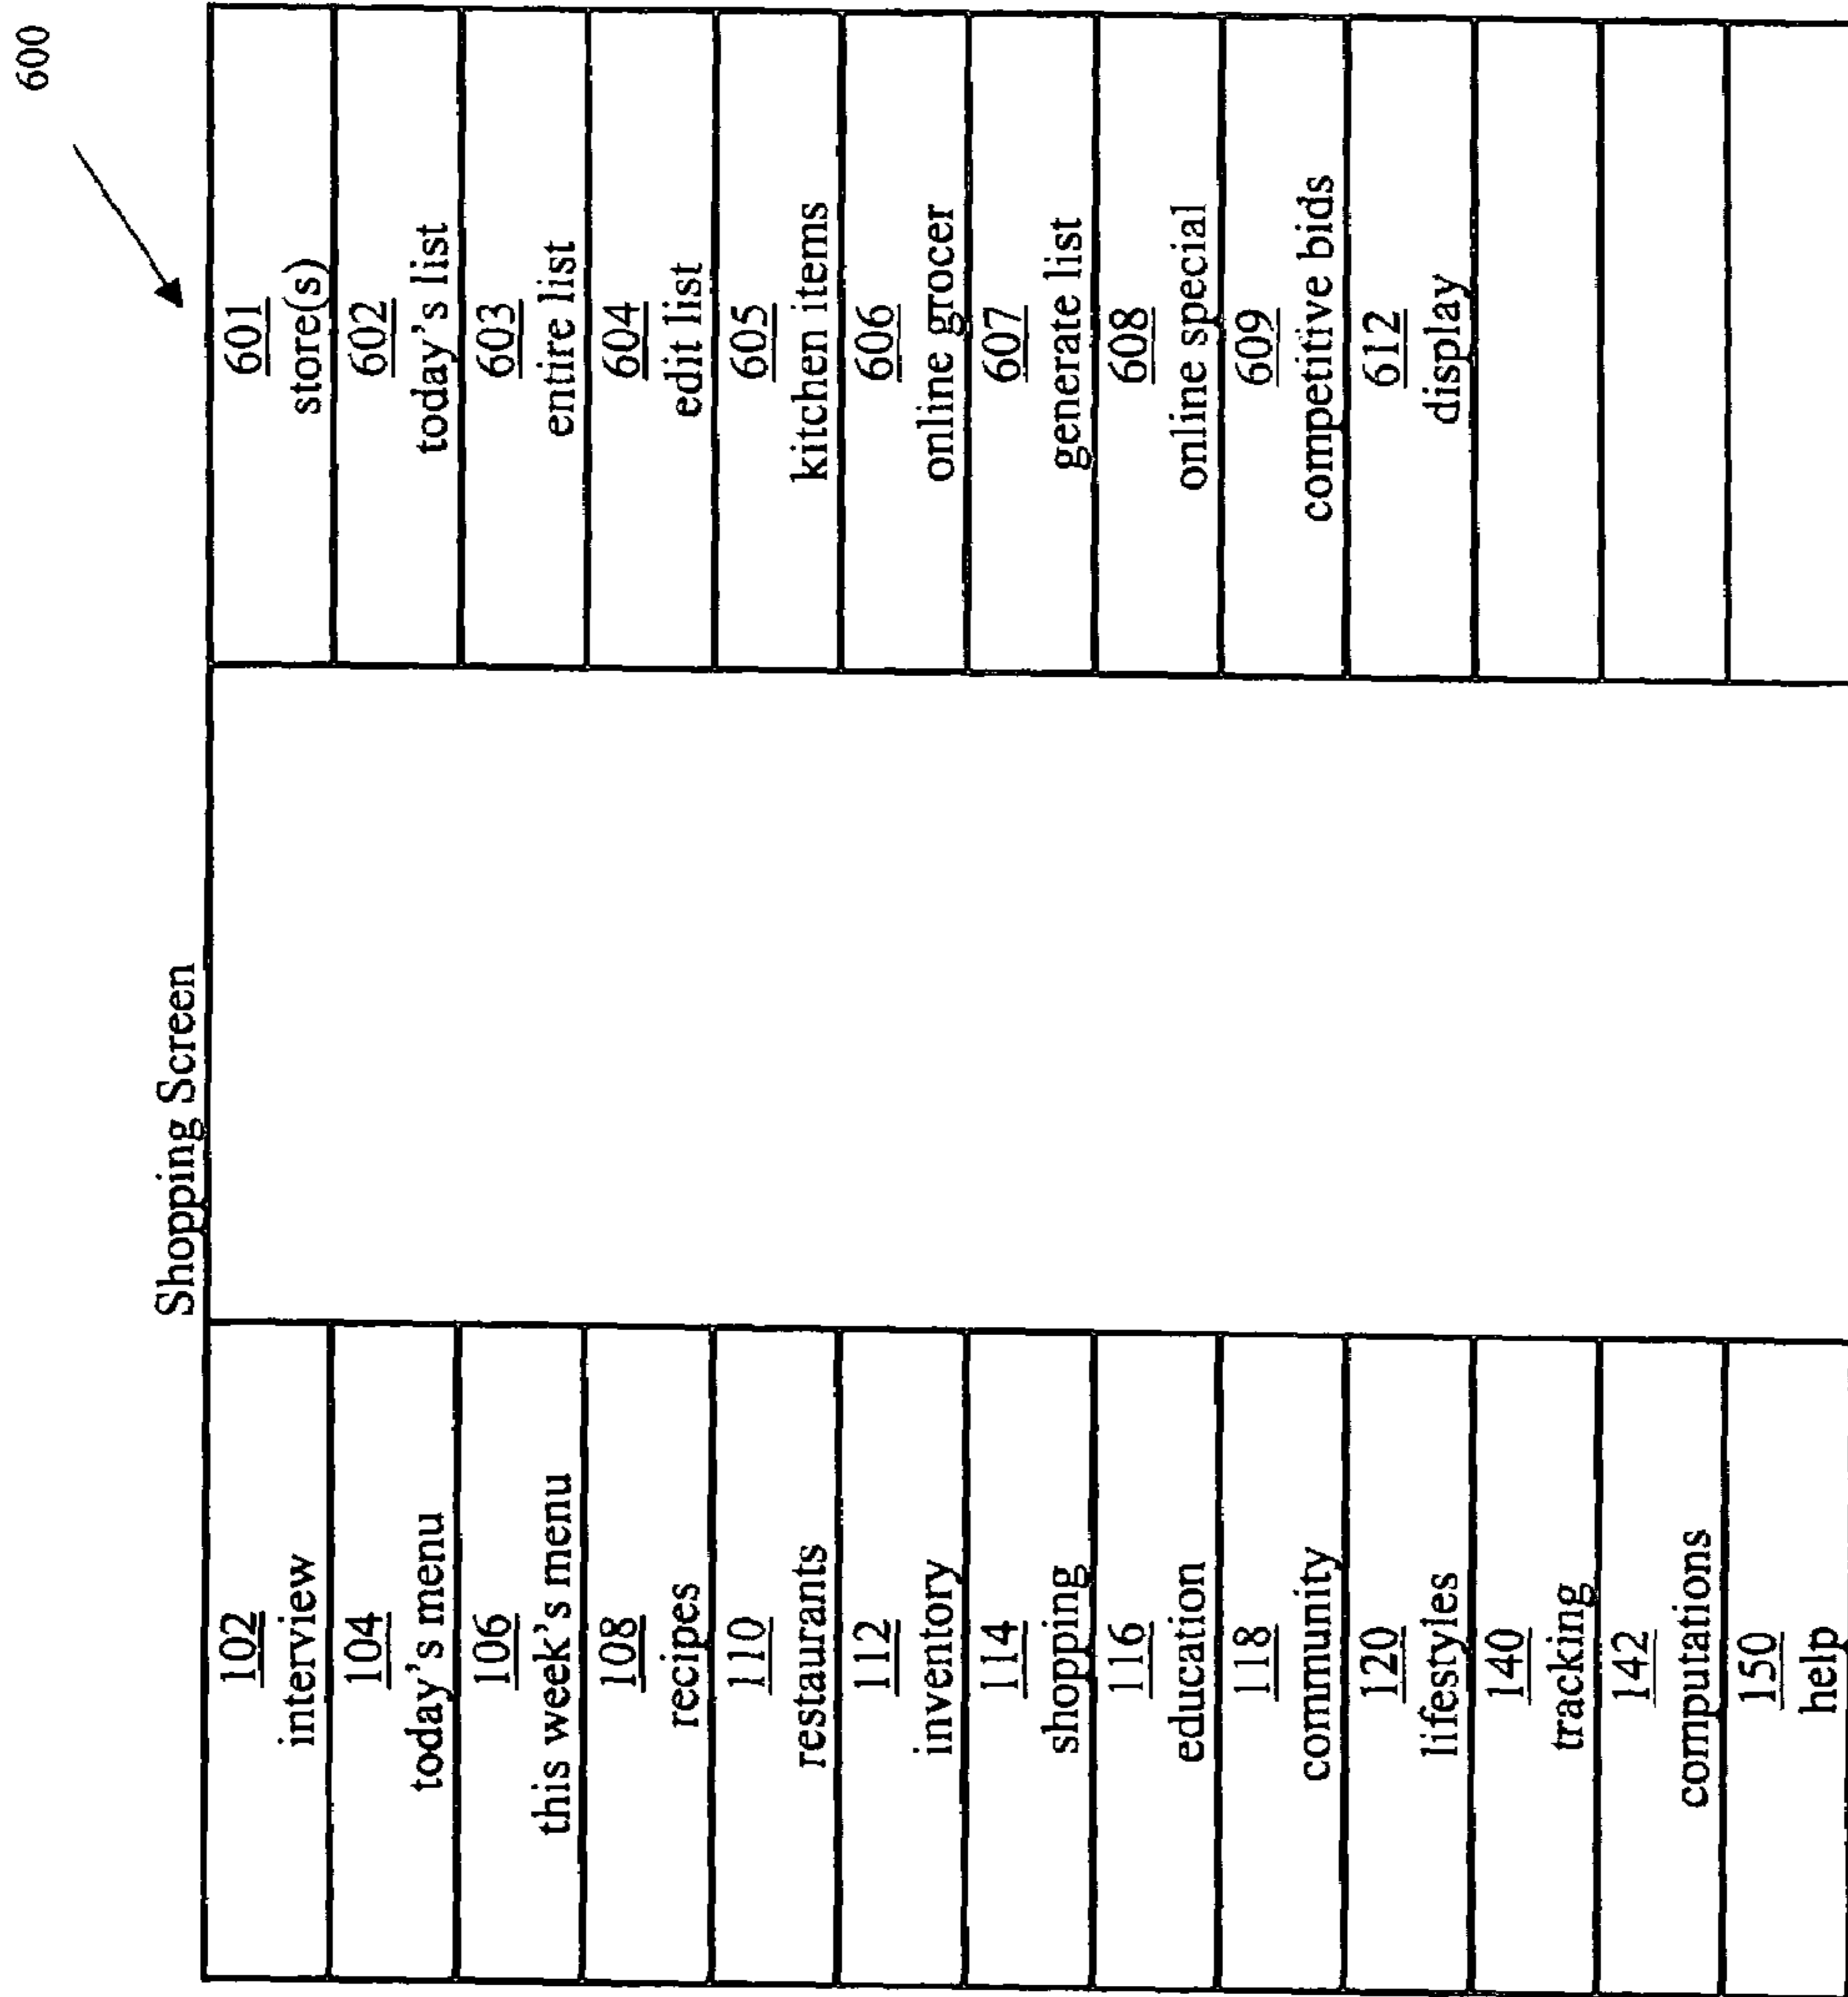 600
Shopping Screen
102
interview
104
today's menu
106
this week's menu
108
recipes
110
restaurants
112
inventory
114
shopping
116
education
118
community
120
lifestyles
140
tracking
142
computations
150
help
601
store(s)
602
today's list
603
entire list
604
edit list
605
kitchen items
606
online grocer
607
generate list
608
online special
609
competitive bids
612
display